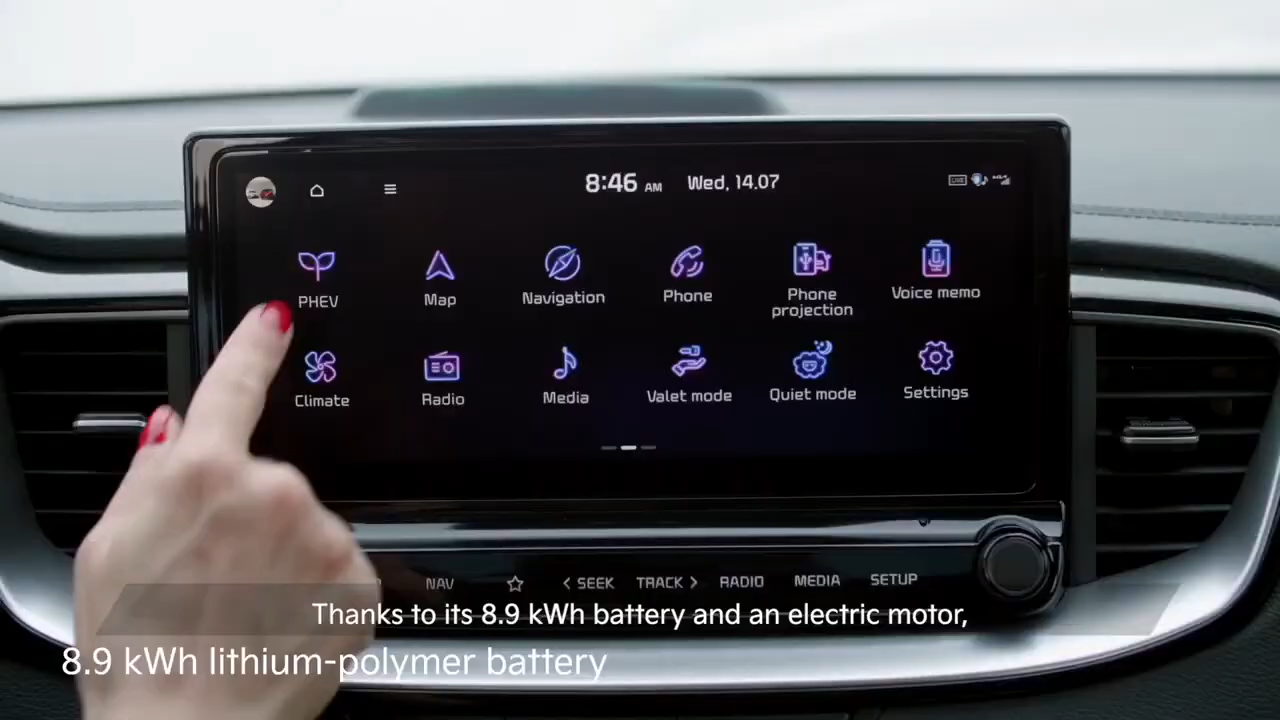 8:46 AM Wed, 14.07
LIVE
PHEV
Map
Navigation
Phone
Phone
projection
Voice memo
Climate
Radio
Media
Valet mode
Quiet mode
Settings
NAV
< SEEK
TRACK >
RADIO
MEDIA
SETUP
Thanks to its 8.9 kWh battery and an electric motor,
8.9 kWh lithium-polymer battery